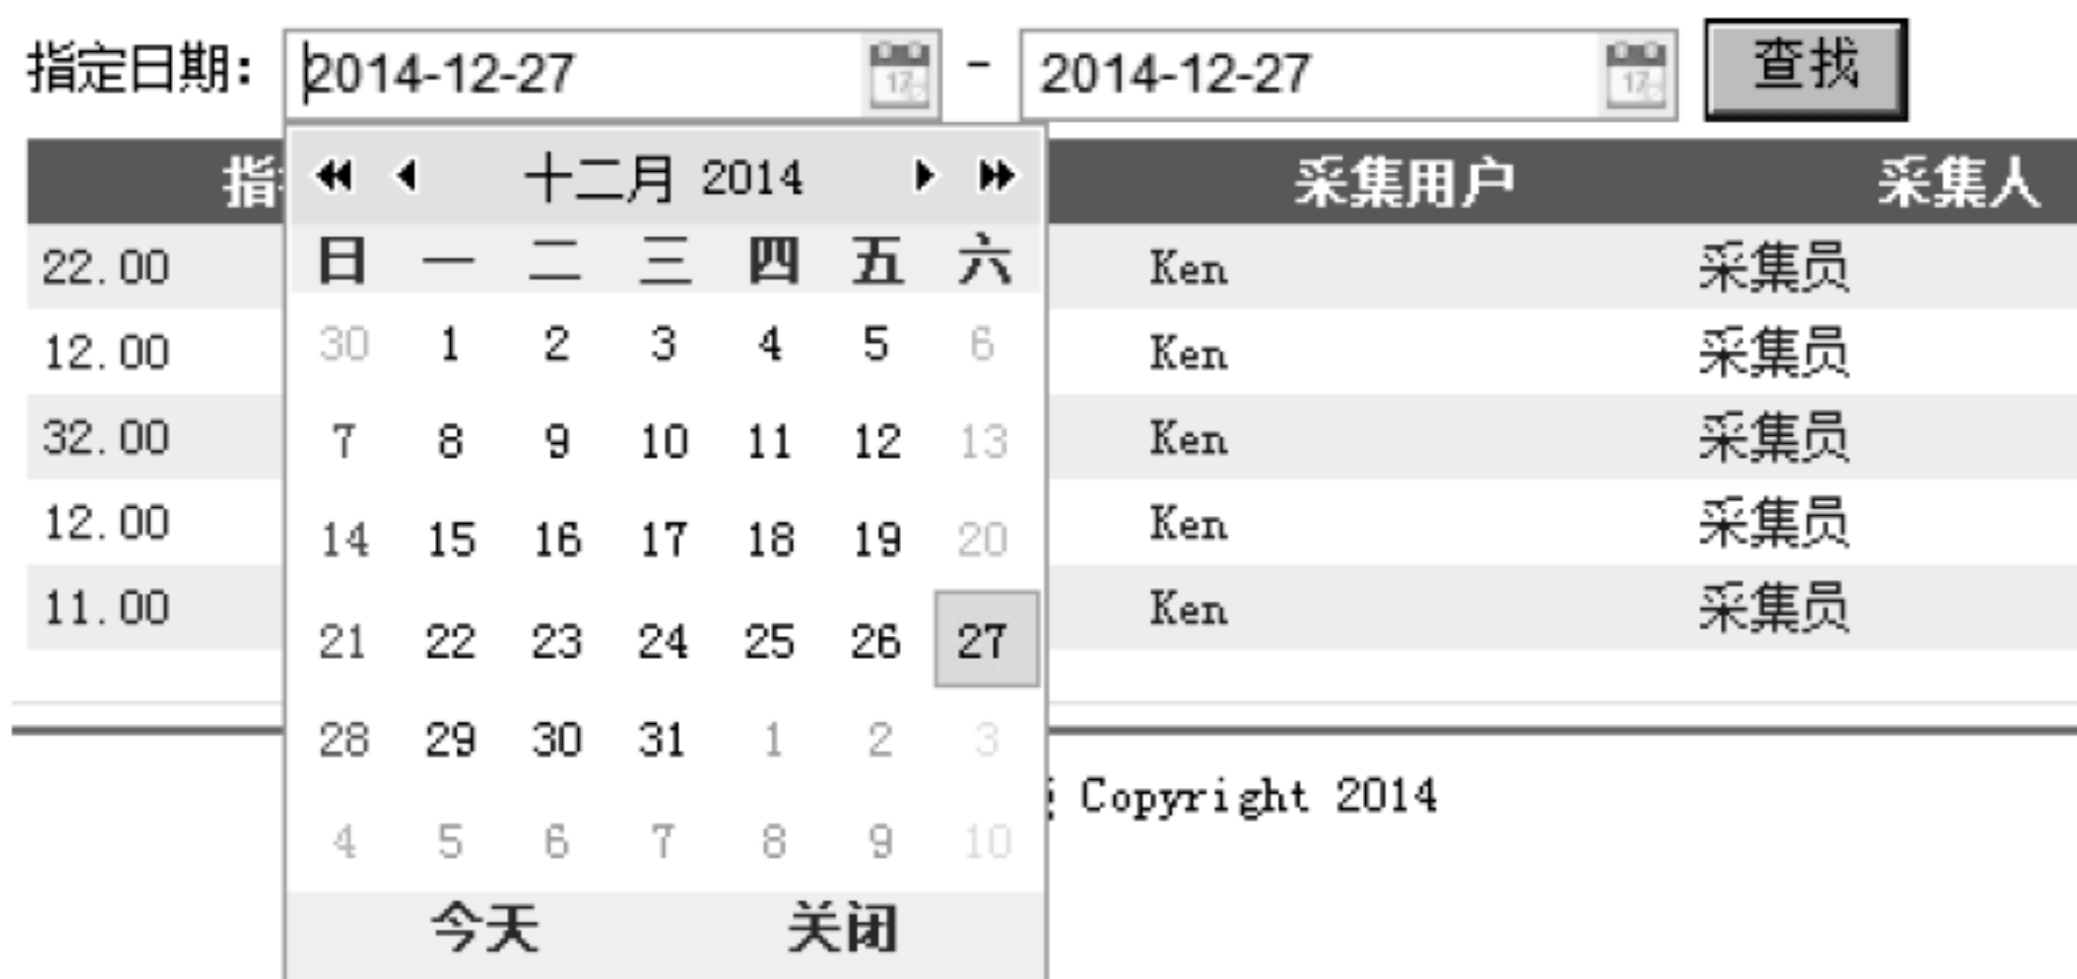 指定日期: 2014-12-27 - 2014-12-27 查找
十二月 2014 采集用户 采集人
22.00 日 一 二 三 四 五 六 Ken 采集员
12.00 30 1 2 3 4 5 6 Ken 采集员
32.00 7 8 9 10 11 12 13 Ken 采集员
12.00 14 15 16 17 18 19 20 Ken 采集员
11.00 21 22 23 24 25 26 27 Ken 采集员
28 29 30 31 1 2 3
Copyright 2014
4 5 6 7 8 9 10
今天 关闭